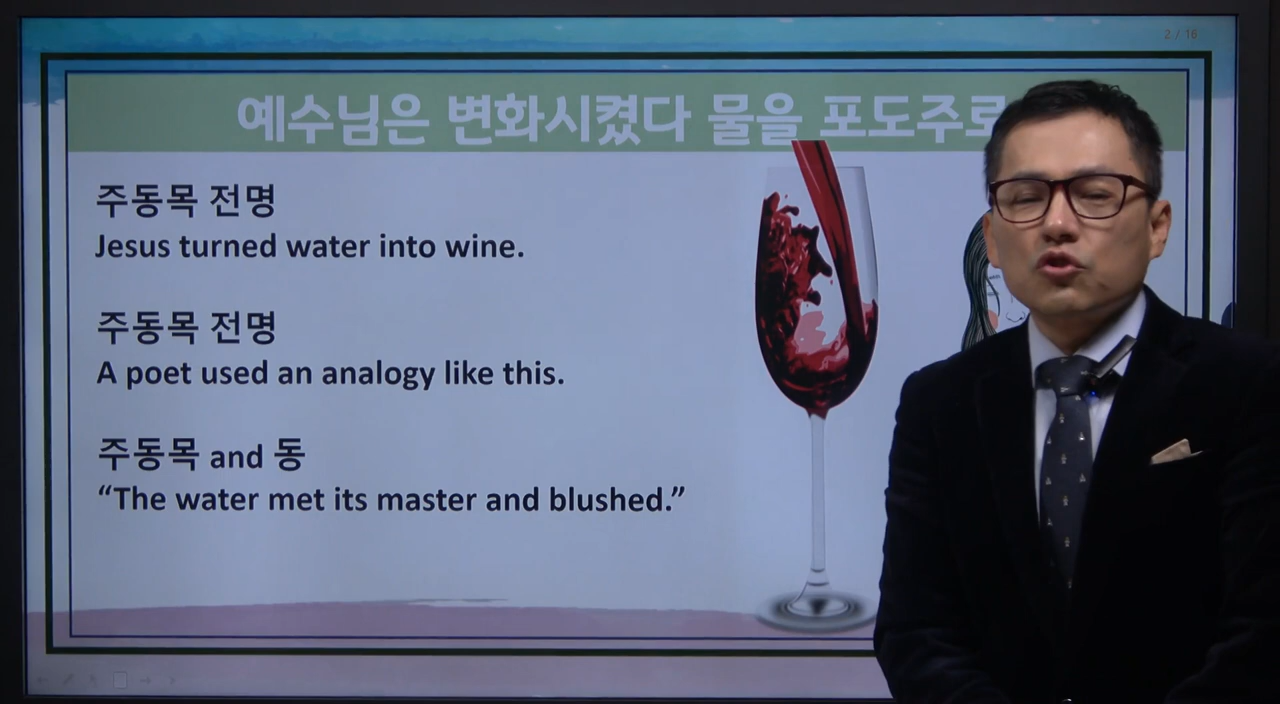 2 / 16
예수님은 변화시켰다 물을 포도주로
주동목 전명
Jesus turned water into wine.
주동목 전명
A poet used an analogy like this.
주동목 and 동
“The water met its master and blushed.”